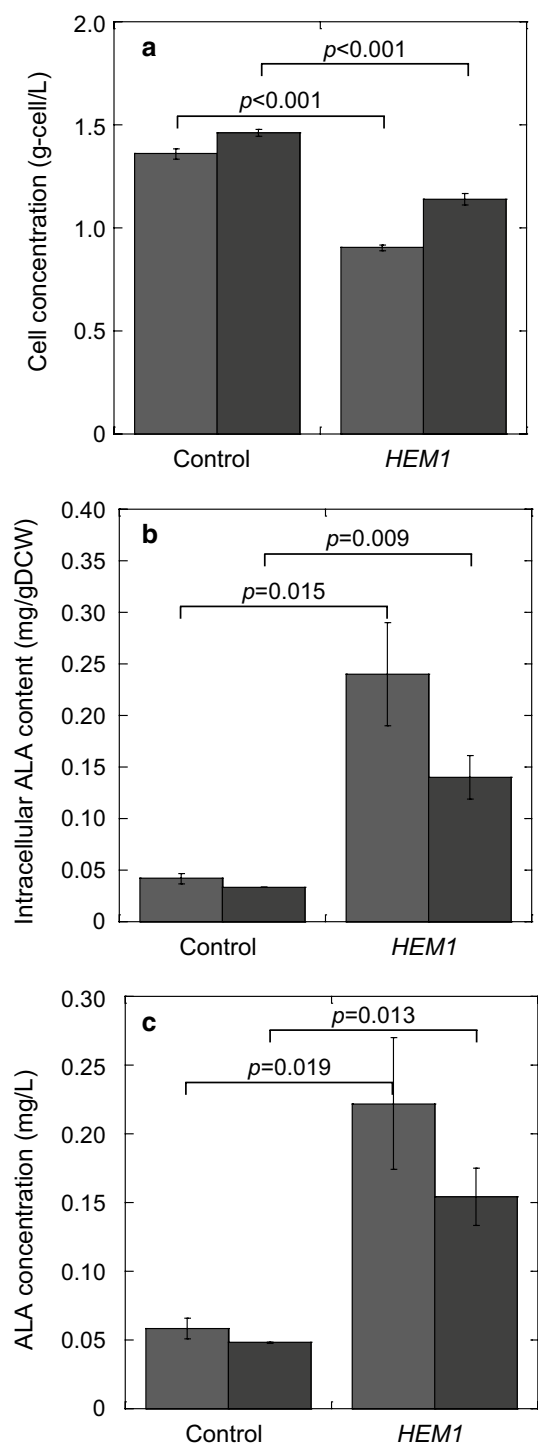 a
2.0
1.5
1.0
0.5
0
Cell concentration (g-cell/L)
p<0.001
p<0.001
Control
HEM1
b
0.40
0.35
0.30
0.25
0.20
0.15
0.10
0.05
0
Intracellular ALA content (mg/gDCW)
p=0.009
p=0.015
Control
HEM1
c
0.30
0.25
0.20
0.15
0.10
0.05
0
ALA concentration (mg/L)
p=0.013
p=0.019
Control
HEM1